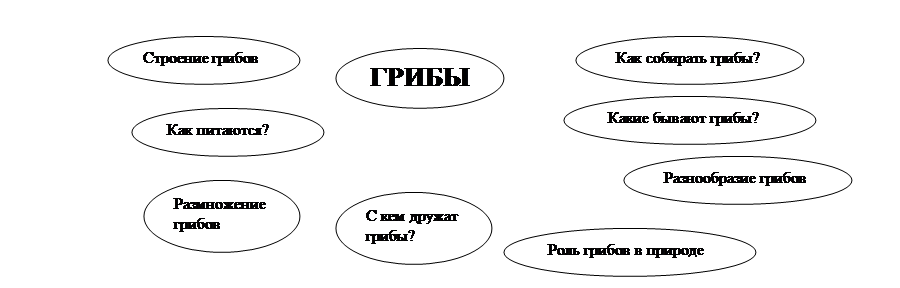 Строение грибов
ГРИБЫ
Как собирать грибы?
Как питаются?
Какие бывают грибы?
Разнообразие грибов
Размножение
грибов
С кем дружат
грибы?
Роль грибов в природе